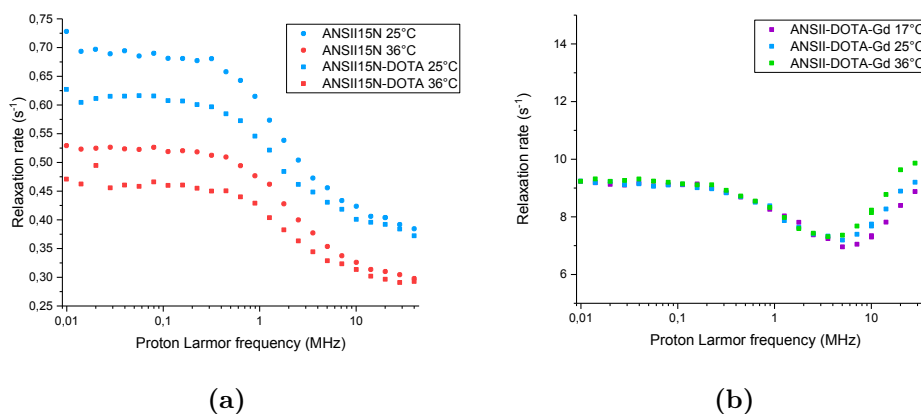 0,75
0,70
0,65
0,60
0,55
0,50
0,45
0,40
0,35
0,30
0,25
Relaxation rate (s⁻¹)
ANSII15N 25°C
ANSII15N 36°C
ANSII15N-DOTA 25°C
ANSII15N-DOTA 36°C
0,01 0,1 1 10
Proton Larmor frequency (MHz)
(a)
14
12
10
8
6
Relaxation rate (s⁻¹)
ANSII-DOTA-Gd 17°C
ANSII-DOTA-Gd 25°C
ANSII-DOTA-Gd 36°C
0,01 0,1 1 10
Proton Larmor frequency (MHz)
(b)